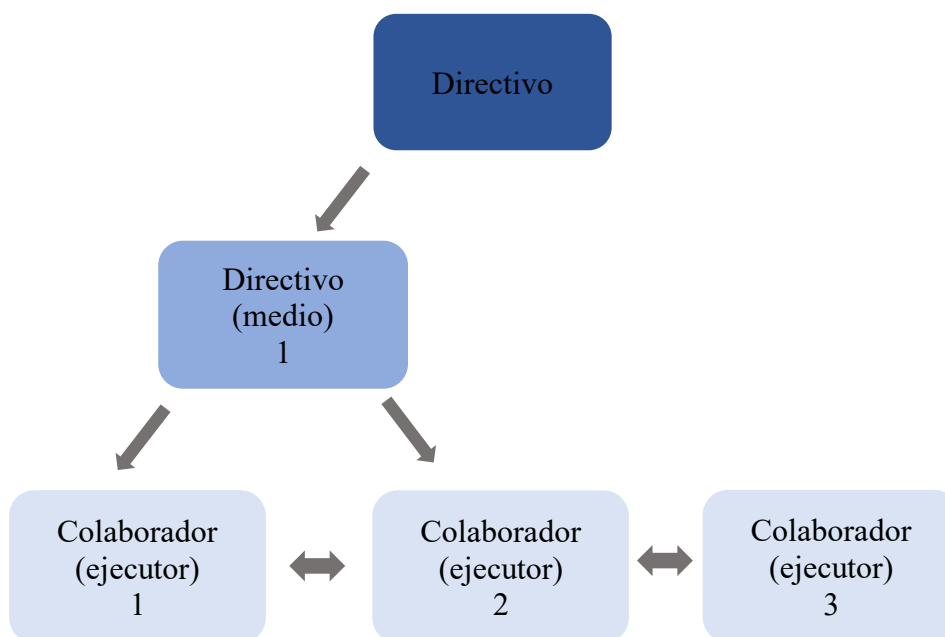 Directivo
Directivo
(medio)
1
Colaborador
(ejecutor)
1
Colaborador
(ejecutor)
2
Colaborador
(ejecutor)
3